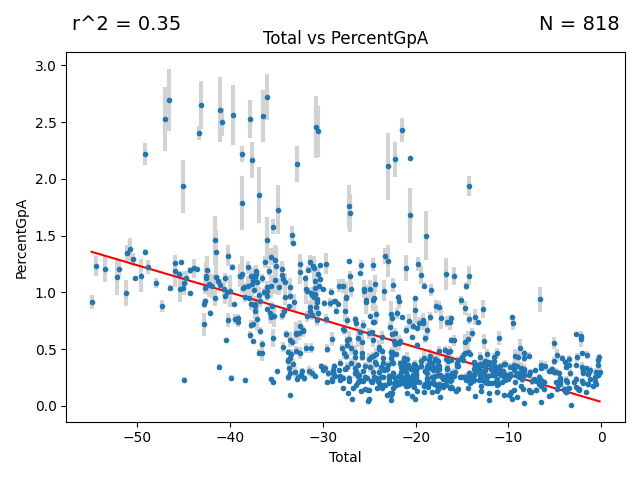 r^2 = 0.35
N = 818
Total vs PercentGpA
PercentGpA
3.0
2.5
2.0
1.5
1.0
0.5
0.0
−50
−40
−30
−20
−10
0
Total